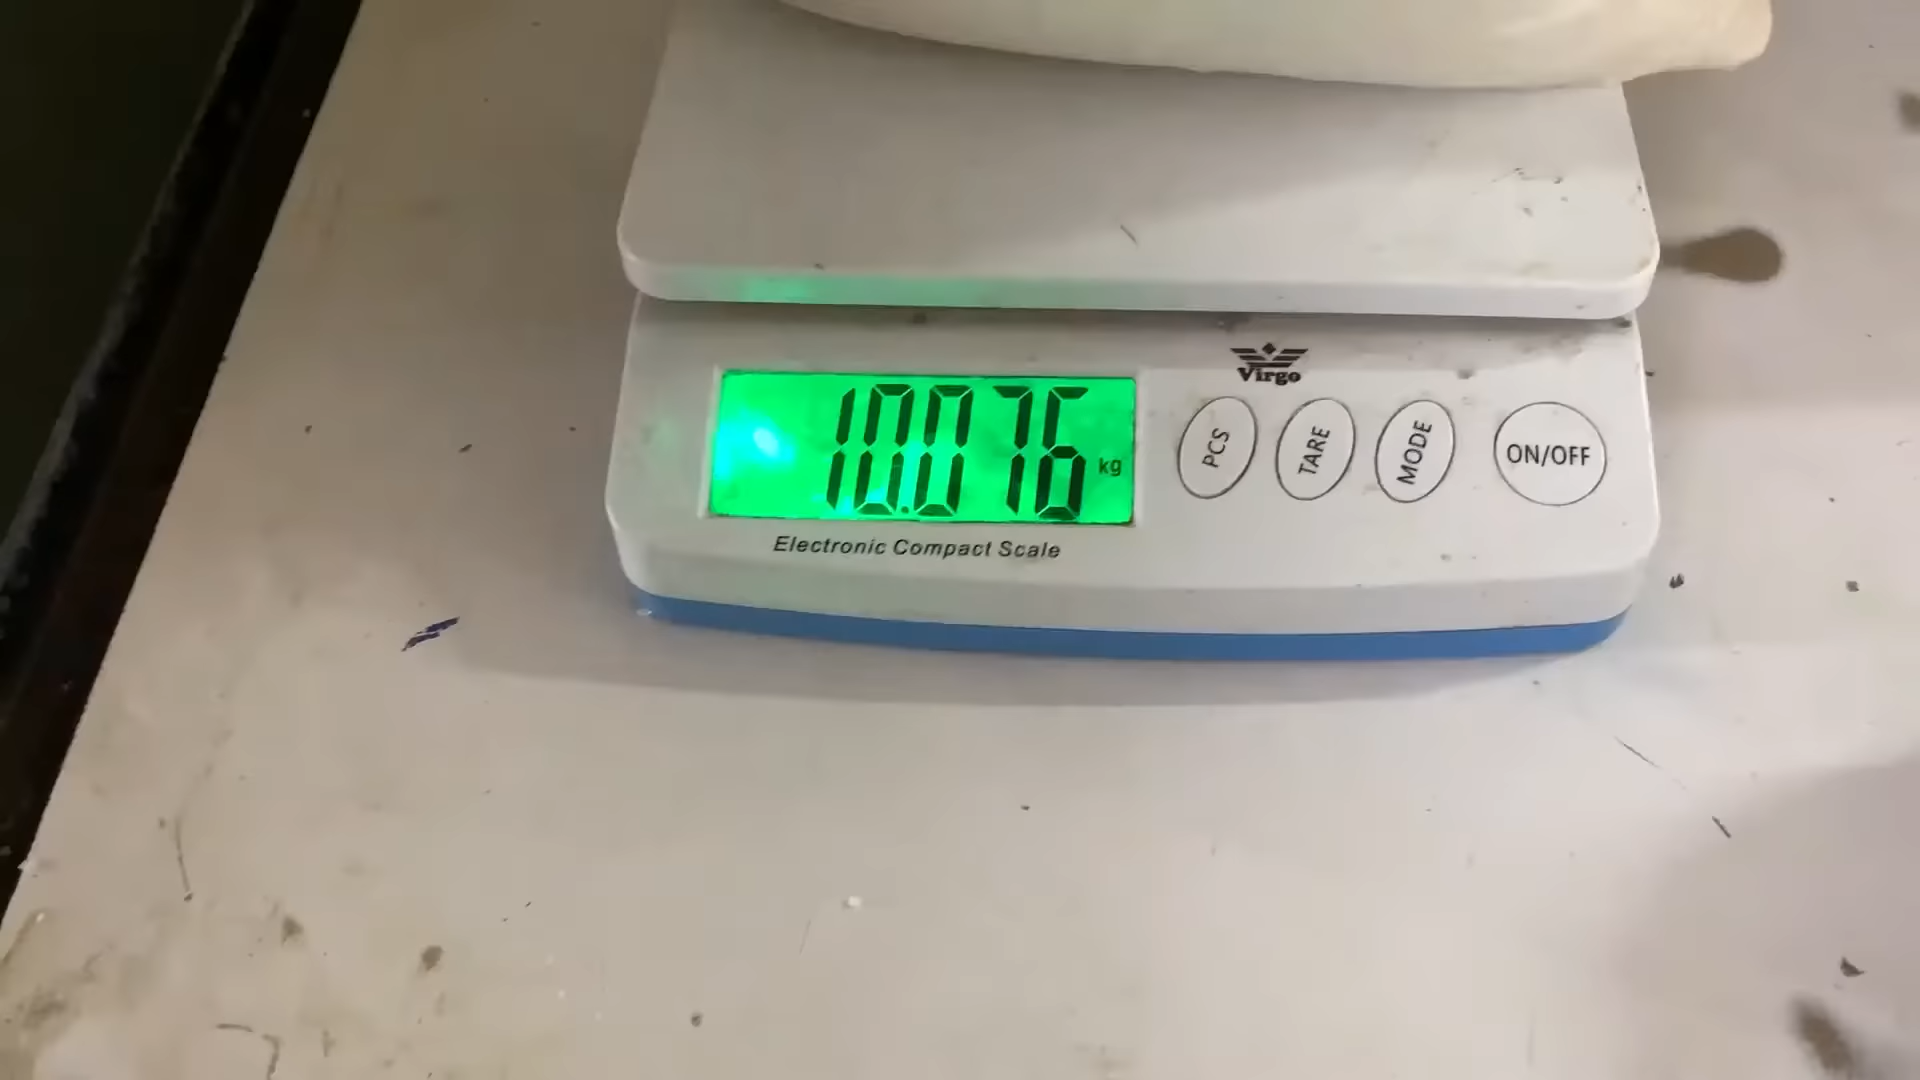 Virgo
10.076 kg
PCS
TARE
MODE
ON/OFF
Electronic Compact Scale